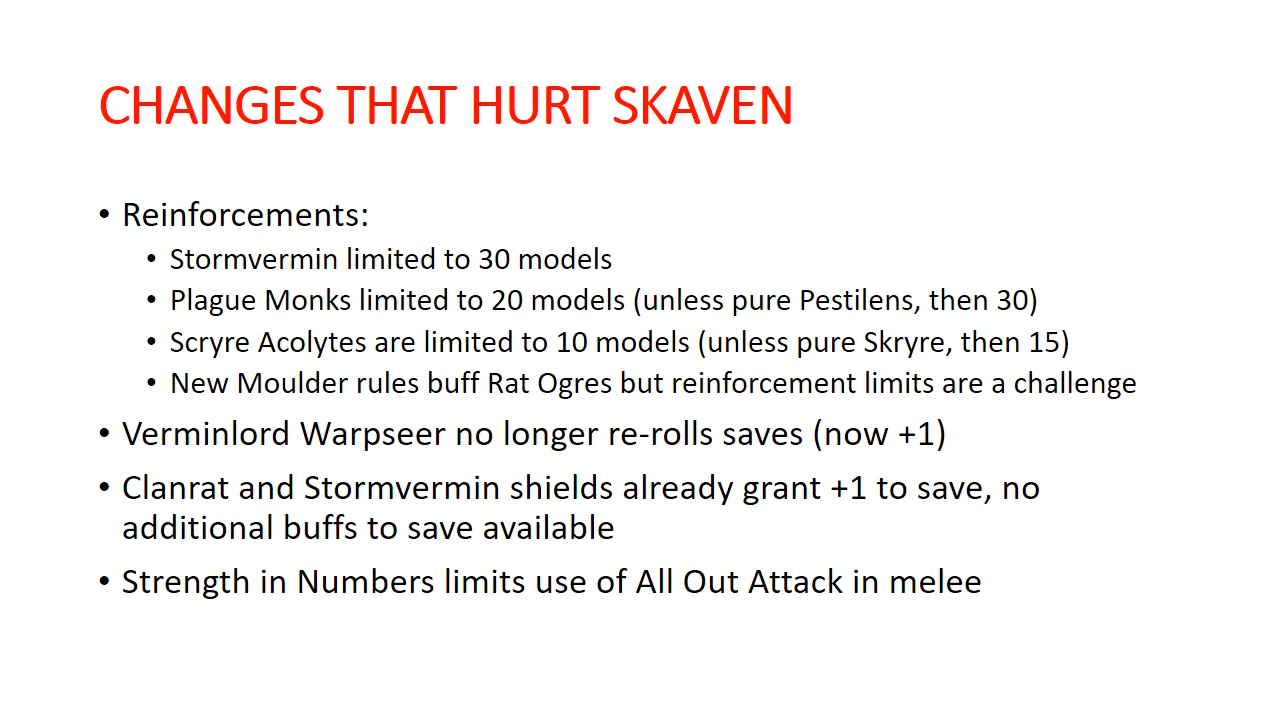 CHANGES THAT HURT SKAVEN
• Reinforcements:
• Stormvermin limited to 30 models
• Plague Monks limited to 20 models (unless pure Pestilens, then 30)
• Scryre Acolytes are limited to 10 models (unless pure Skryre, then 15)
• New Moulder rules buff Rat Ogres but reinforcement limits are a challenge
• Verminlord Warpseer no longer re-rolls saves (now +1)
• Clanrat and Stormvermin shields already grant +1 to save, no
additional buffs to save available
• Strength in Numbers limits use of All Out Attack in melee